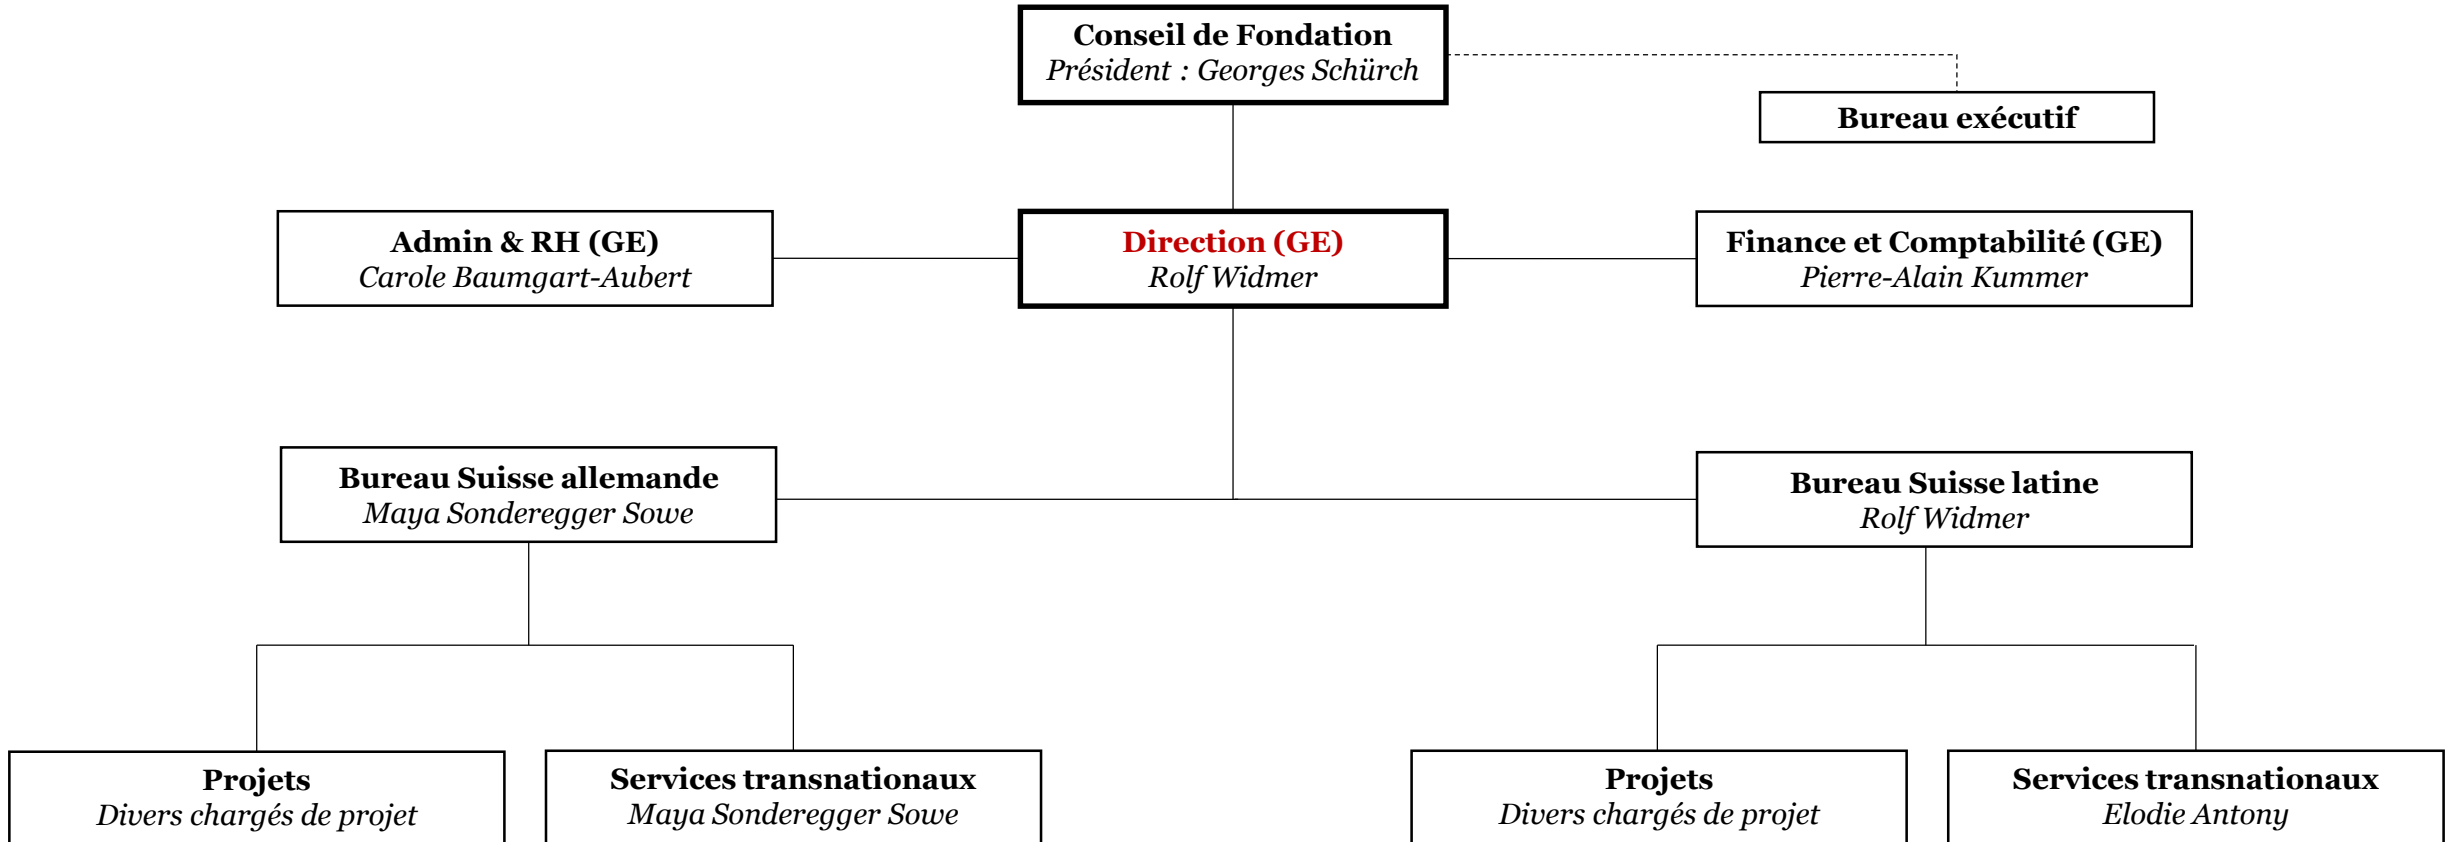 Conseil de Fondation
Président : Georges Schürch
Bureau exécutif
Admin & RH (GE)
Carole Baumgart-Aubert
Direction (GE)
Rolf Widmer
Finance et Comptabilité (GE)
Pierre-Alain Kummer
Bureau Suisse allemande
Maya Sonderegger Sowe
Bureau Suisse latine
Rolf Widmer
Projets
Divers chargés de projet
Services transnationaux
Maya Sonderegger Sowe
Projets
Divers chargés de projet
Services transnationaux
Elodie Antony